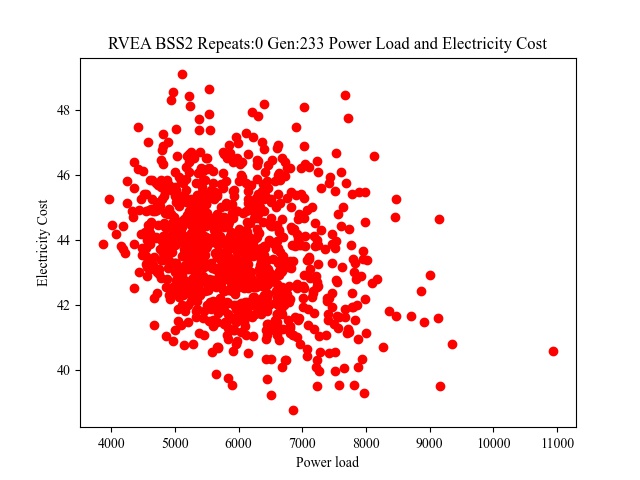 RVEA BSS2 Repeats:0 Gen:233 Power Load and Electricity Cost
48
46
44
42
40
Electricity Cost
4000 5000 6000 7000 8000 9000 10000 11000
Power load